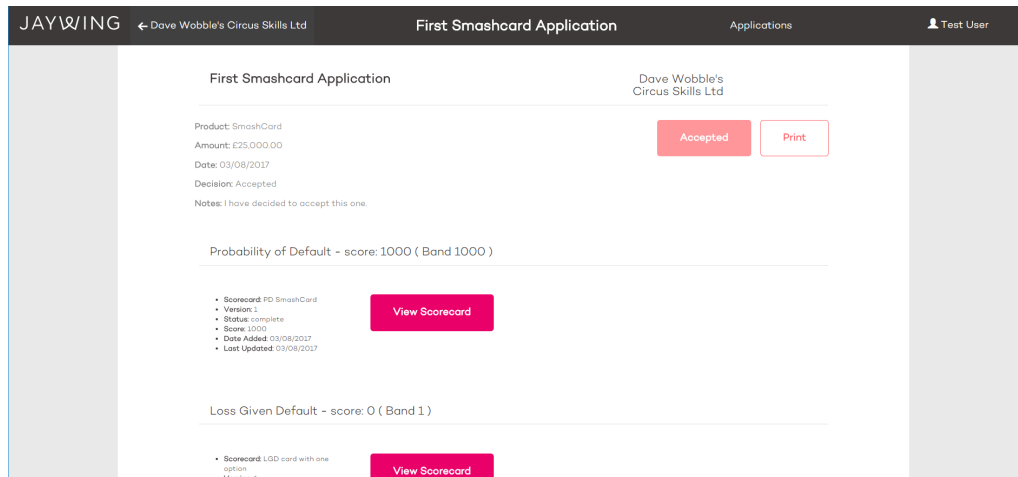 JAYWING
← Dave Wobble's Circus Skills Ltd
First Smashcard Application
Applications
Test User
First Smashcard Application
Dave Wobble's
Circus Skills Ltd
Product: SmashCard
Amount: £25,000.00
Date: 03/08/2017
Decision: Accepted
Notes: I have decided to accept this one.
Accepted
Print
Probability of Default - score: 1000 ( Band 1000 )
• Scorecard: PD SmashCard
• Version: 1
• Status: complete
• Score: 1000
• Date Added: 03/08/2017
• Last Updated: 03/08/2017
View Scorecard
Loss Given Default - score: 0 ( Band 1 )
• Scorecard: LGD card with one
option
View Scorecard